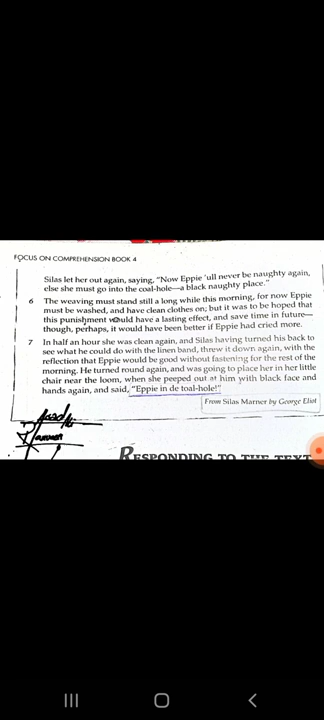 FOCUS ON COMPREHENSION BOOK 4
Silas let her out again, saying, "Now Eppie 'ull never be naughty again,
else she must go into the coal-hole—a black naughty place."
6 The weaving must stand still a long while this morning, for now Eppie
must be washed, and have clean clothes on; but it was to be hoped that
this punishment would have a lasting effect, and save time in future—
though, perhaps, it would have been better if Eppie had cried more.
7 In half an hour she was clean again, and Silas having turned his back to
see what he could do with the linen band, threw it down again, with the
reflection that Eppie would be good without fastening for the rest of the
morning. He turned round again, and was going to place her in her little
chair near the loom, when she peeped out at him with black face and
hands again, and said, "Eppie in de toal-hole!"
From Silas Marner by George Eliot
RESPONDING TO THE TEXT